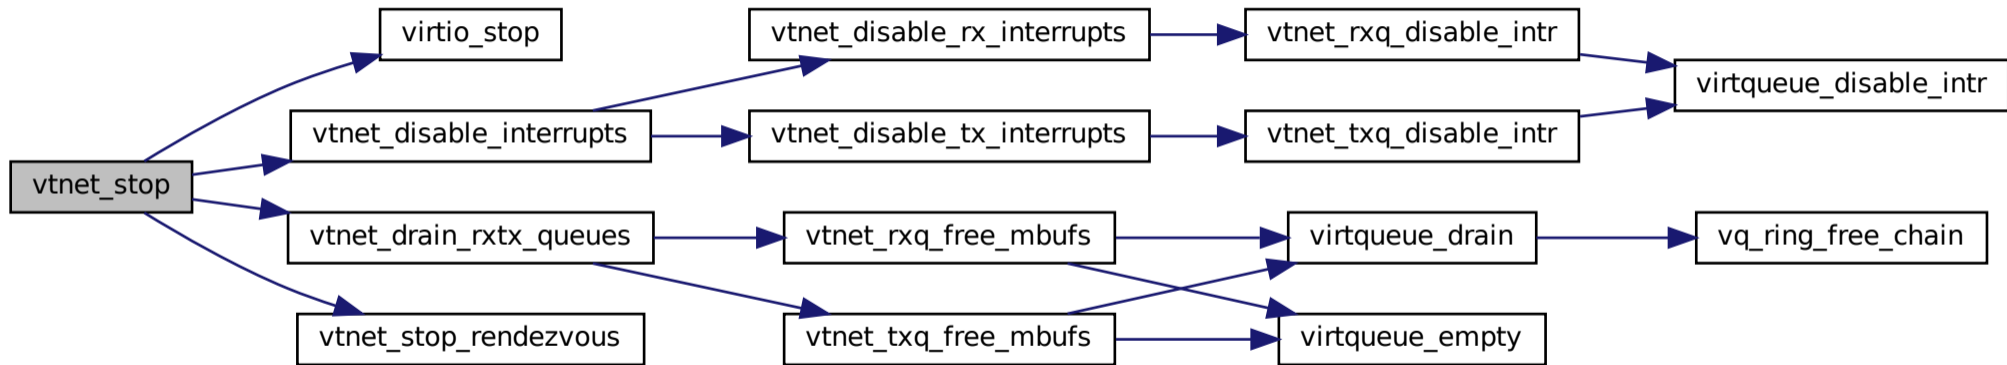 vtnet_stop
virtio_stop
vtnet_disable_interrupts
vtnet_drain_rxtx_queues
vtnet_stop_rendezvous
vtnet_disable_rx_interrupts
vtnet_disable_tx_interrupts
vtnet_rxq_free_mbufs
vtnet_txq_free_mbufs
vtnet_rxq_disable_intr
vtnet_txq_disable_intr
virtqueue_drain
virtqueue_empty
virtqueue_disable_intr
vq_ring_free_chain